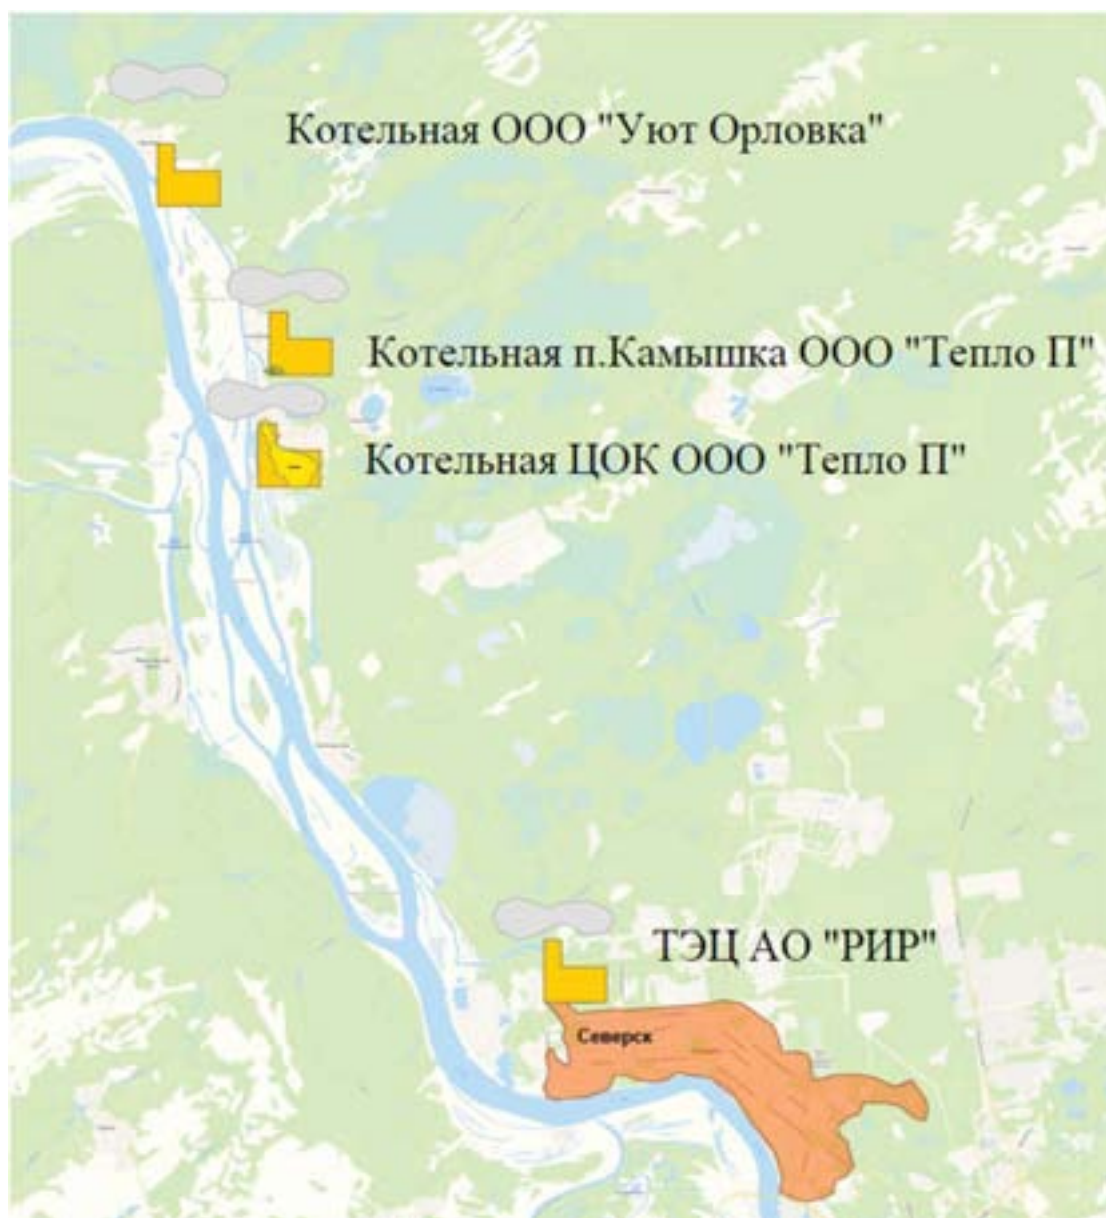 Котельная ООО "Уют Орловка"
Котельная п.Камышка ООО "Тепло П"
Котельная ЦОК ООО "Тепло П"
ТЭЦ АО "РИР"
Северск